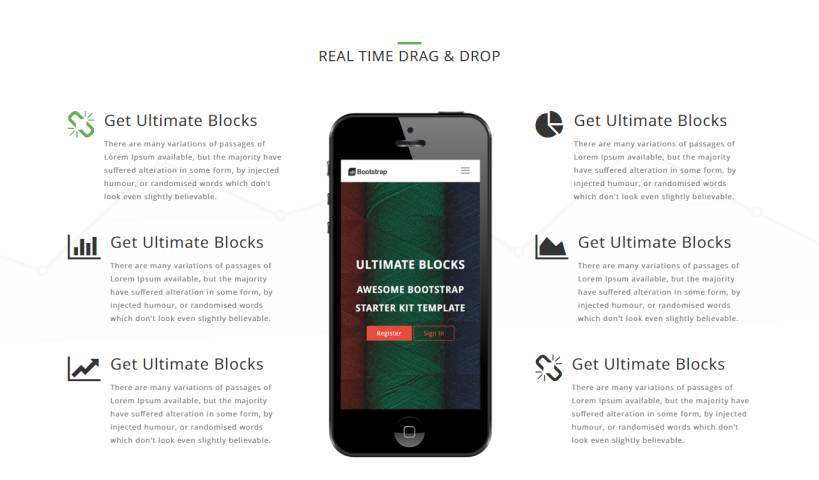 REAL TIME DRAG & DROP
Get Ultimate Blocks
There are many variations of passages of
Lorem Ipsum available, but the majority have
suffered alteration in some form, by injected
humour, or randomised words which don't
look even slightly believable.
Get Ultimate Blocks
There are many variations of passages of
Lorem Ipsum available, but the majority
have suffered alteration in some form, by
injected humour, or randomised words
which don't look even slightly believable.
Get Ultimate Blocks
There are many variations of passages of
Lorem Ipsum available, but the majority
have suffered alteration in some form, by
injected humour, or randomised words
which don't look even slightly believable.
Bootstrap
ULTIMATE BLOCKS
AWESOME BOOTSTRAP
STARTER KIT TEMPLATE
Register Sign In
Get Ultimate Blocks
There are many variations of passages of
Lorem Ipsum available, but the majority
have suffered alteration in some form, by
injected humour, or randomised words
which don't look even slightly believable.
Get Ultimate Blocks
There are many variations of passages of
Lorem Ipsum available, but the majority
have suffered alteration in some form, by
injected humour, or randomised words
which don't look even slightly believable.
Get Ultimate Blocks
There are many variations of passages of
Lorem Ipsum available, but the majority have
suffered alteration in some form, by injected
humour, or randomised words which don't
look even slightly believable.